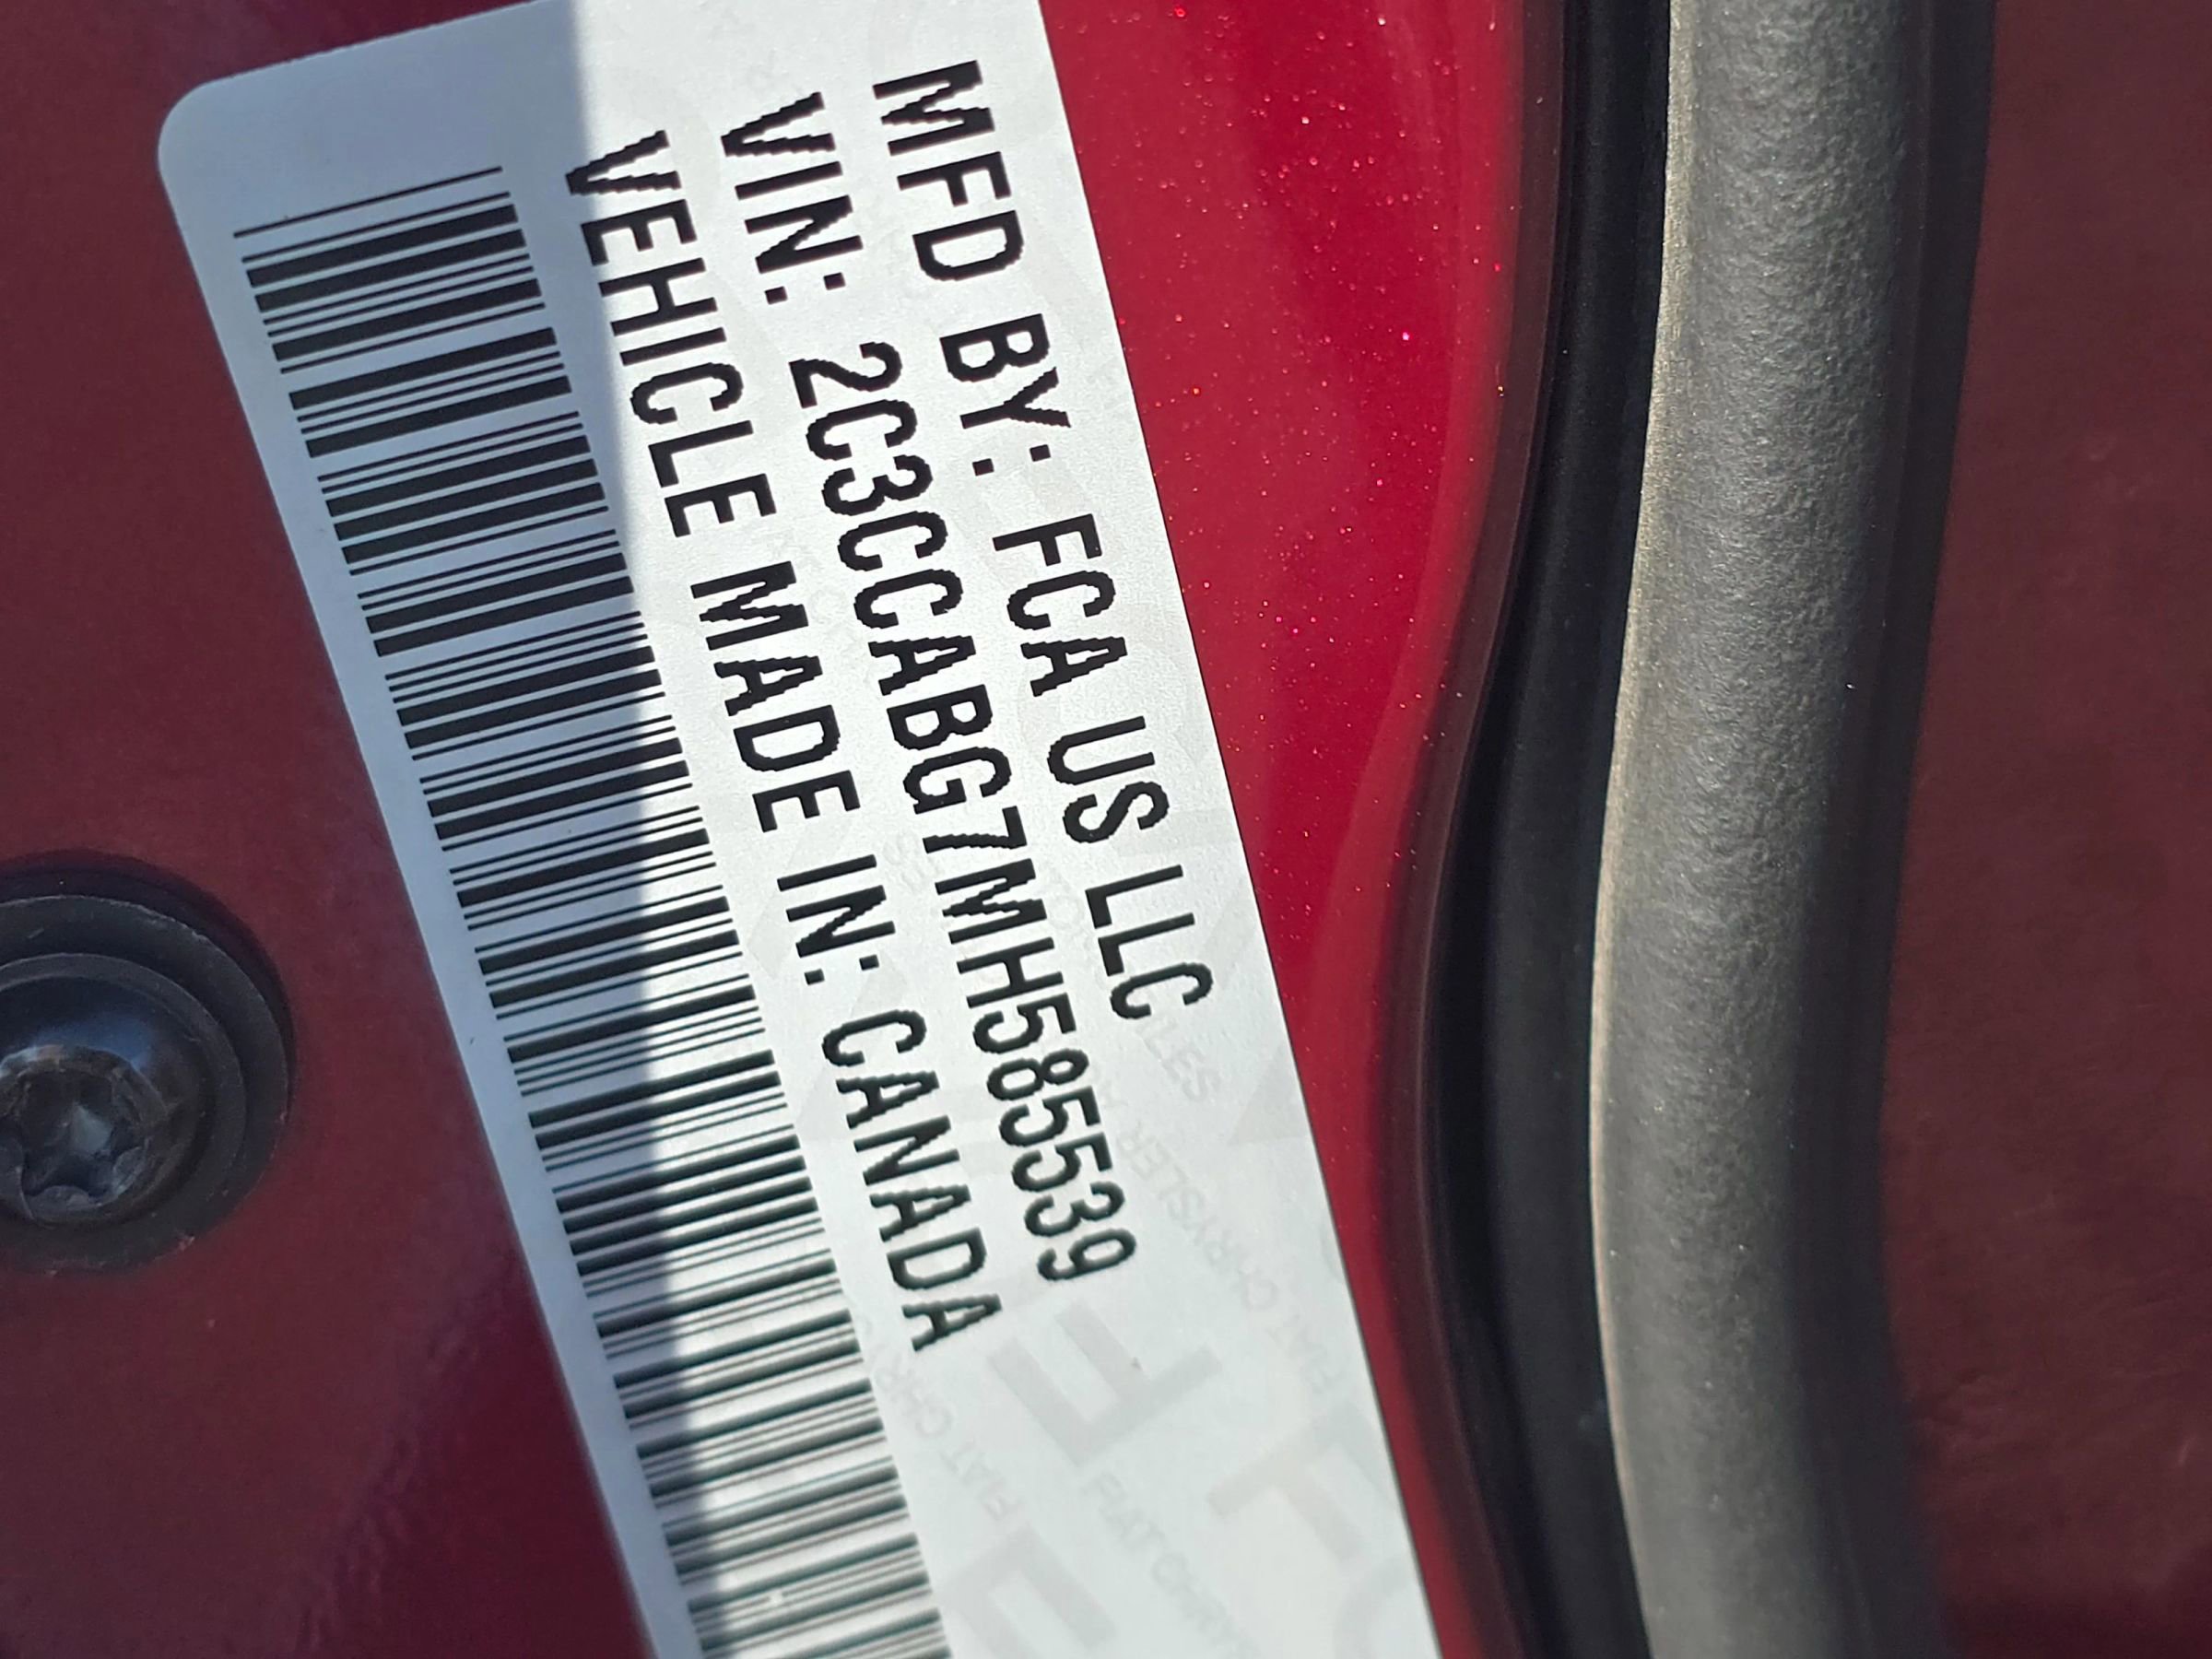 MFD BY: FCA US LLC
VIN: 2C3CCABG7MH585539
VEHICLE MADE IN: CANADA